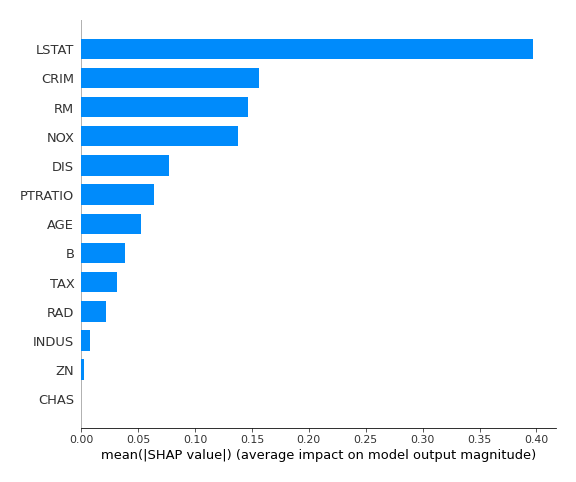 LSTAT
CRIM
RM
NOX
DIS
PTRATIO
AGE
B
TAX
RAD
INDUS
ZN
CHAS
0.00 0.05 0.10 0.15 0.20 0.25 0.30 0.35 0.40
mean(|SHAP value|) (average impact on model output magnitude)